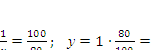 1/y = 100/80; y = 1 · 80/100 =